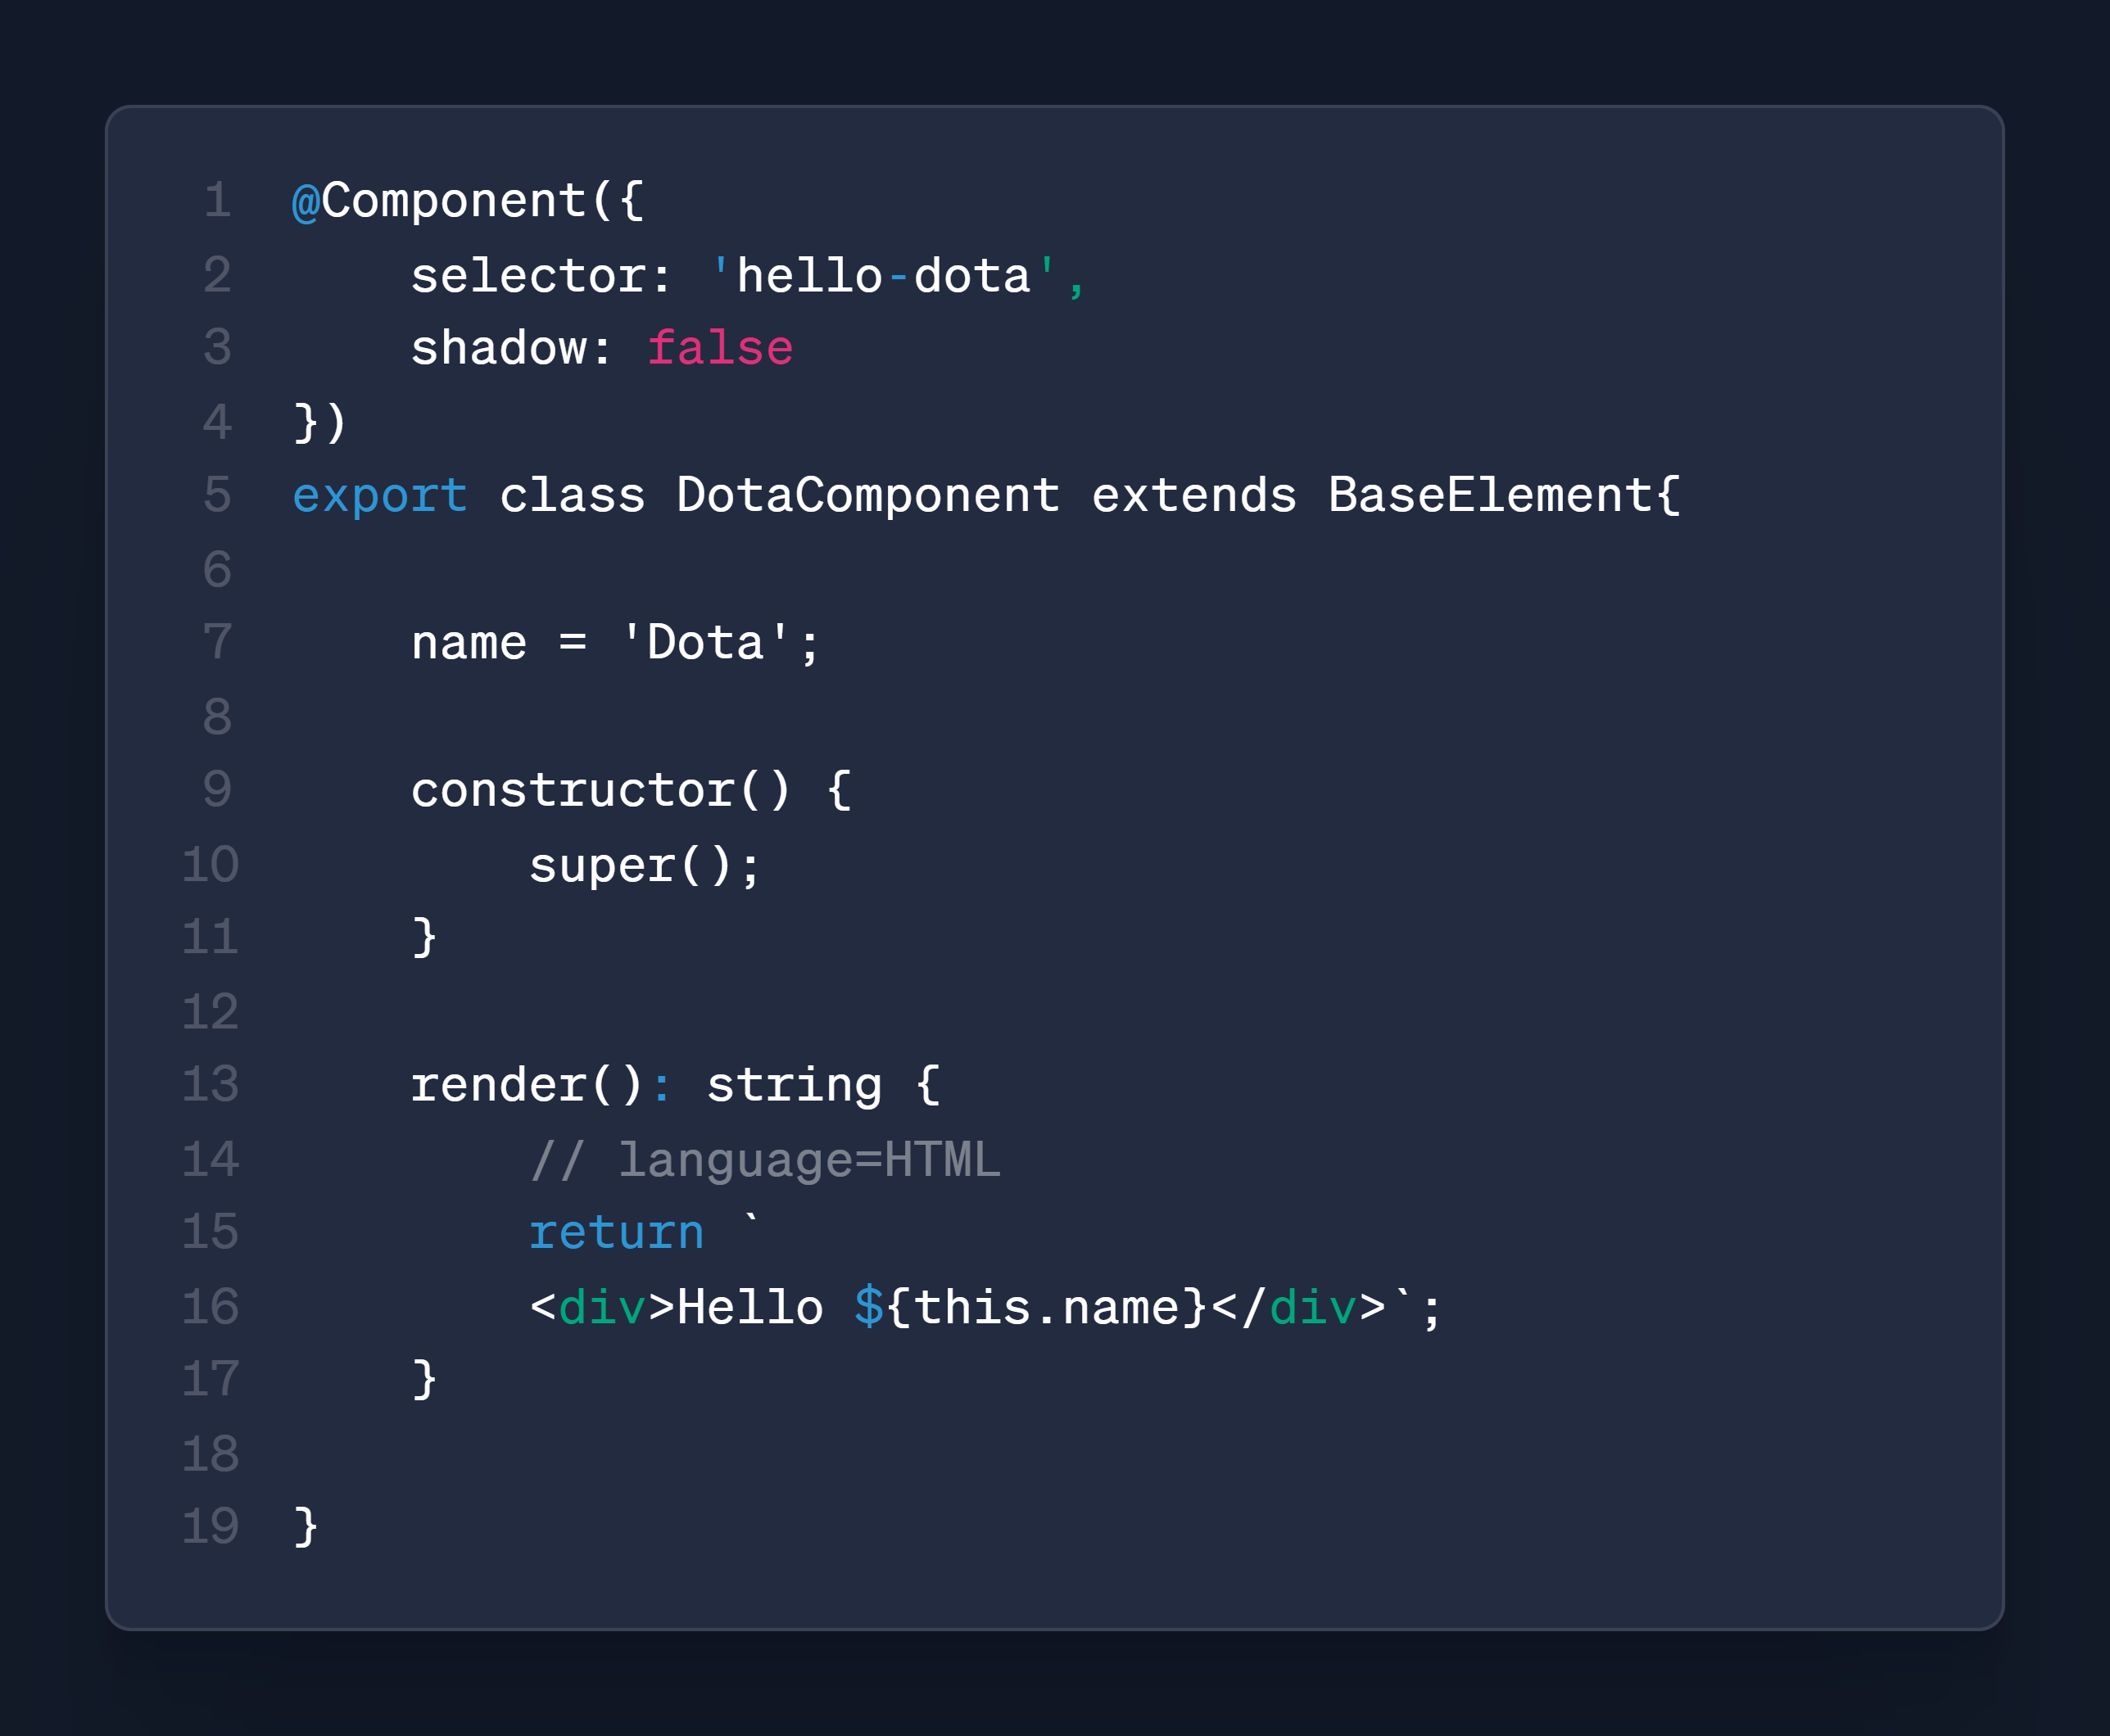 1 @Component({
2     selector: 'hello-dota',
3     shadow: false
4 })
5 export class DotaComponent extends BaseElement{
6
7     name = 'Dota';
8
9     constructor() {
10         super();
11     }
12
13     render(): string {
14         // language=HTML
15         return `
16         <div>Hello ${this.name}</div>`;
17     }
18
19 }